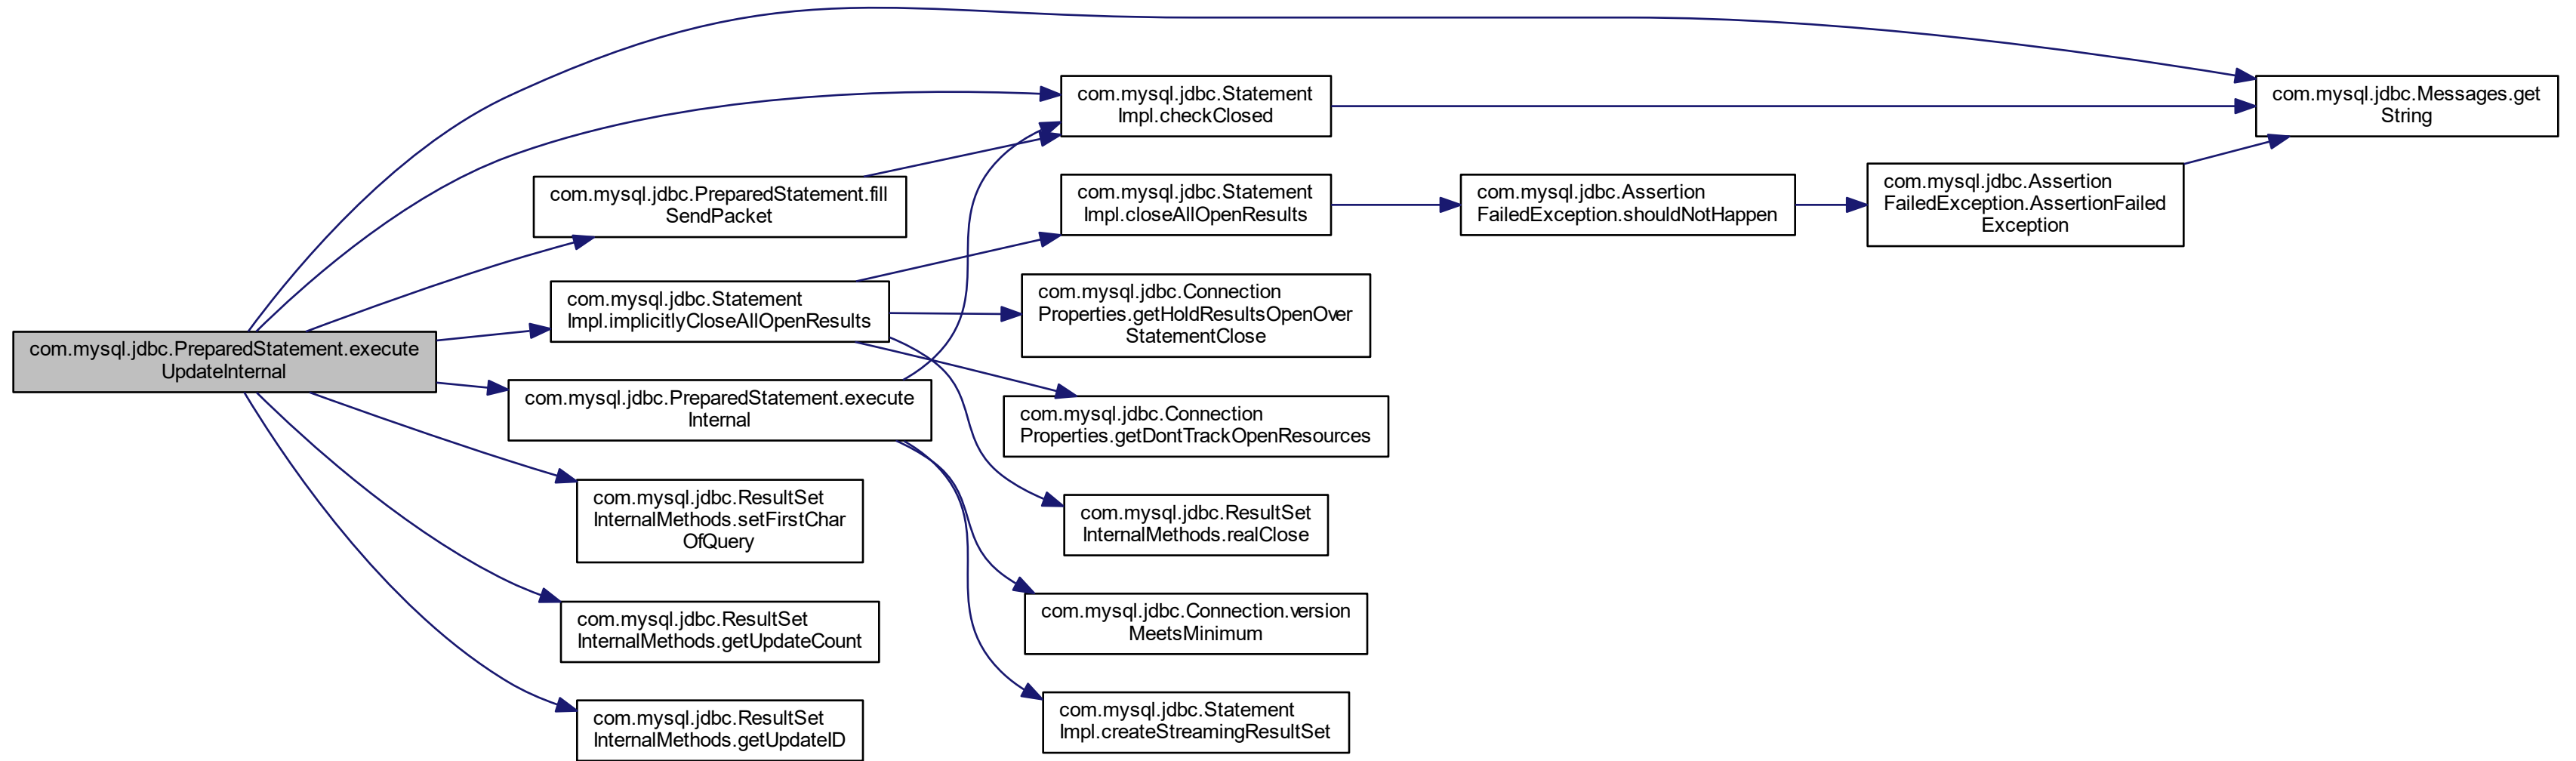 com.mysql.jdbc.PreparedStatement.execute
UpdateInternal
com.mysql.jdbc.PreparedStatement.fill
SendPacket
com.mysql.jdbc.Statement
Impl.implicitlyCloseAllOpenResults
com.mysql.jdbc.PreparedStatement.execute
Internal
com.mysql.jdbc.ResultSet
InternalMethods.setFirstChar
OfQuery
com.mysql.jdbc.ResultSet
InternalMethods.getUpdateCount
com.mysql.jdbc.ResultSet
InternalMethods.getUpdateID
com.mysql.jdbc.Statement
Impl.checkClosed
com.mysql.jdbc.Statement
Impl.closeAllOpenResults
com.mysql.jdbc.Connection
Properties.getHoldResultsOpenOver
StatementClose
com.mysql.jdbc.Connection
Properties.getDontTrackOpenResources
com.mysql.jdbc.ResultSet
InternalMethods.realClose
com.mysql.jdbc.Connection.version
MeetsMinimum
com.mysql.jdbc.Statement
Impl.createStreamingResultSet
com.mysql.jdbc.Assertion
FailedException.shouldNotHappen
com.mysql.jdbc.Assertion
FailedException.AssertionFailed
Exception
com.mysql.jdbc.Messages.get
String